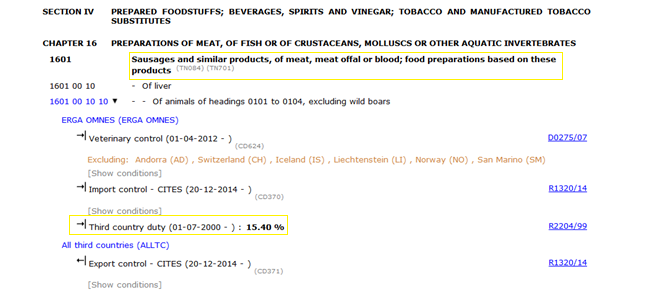 SECTION IV PREPARED FOODSTUFFS; BEVERAGES, SPIRITS AND VINEGAR; TOBACCO AND MANUFACTURED TOBACCO
SUBSTITUTES
CHAPTER 16 PREPARATIONS OF MEAT, OF FISH OR OF CRUSTACEANS, MOLLUSCS OR OTHER AQUATIC INVERTEBRATES
1601 Sausages and similar products, of meat, meat offal or blood; food preparations based on these
products (TN084) (TN701)
1601 00 10 - Of liver
1601 00 10 10 ▼ - - Of animals of headings 0101 to 0104, excluding wild boars
ERGA OMNES (ERGA OMNES)
Veterinary control (01-04-2012 - ) (CD624) D0275/07
Excluding: Andorra (AD) , Switzerland (CH) , Iceland (IS) , Liechtenstein (LI) , Norway (NO) , San Marino (SM)
[Show conditions]
Import control - CITES (20-12-2014 - ) (CD370) R1320/14
[Show conditions]
Third country duty (01-07-2000 - ) : 15.40 % R2204/99
All third countries (ALLTC)
Export control - CITES (20-12-2014 - ) (CD371) R1320/14
[Show conditions]